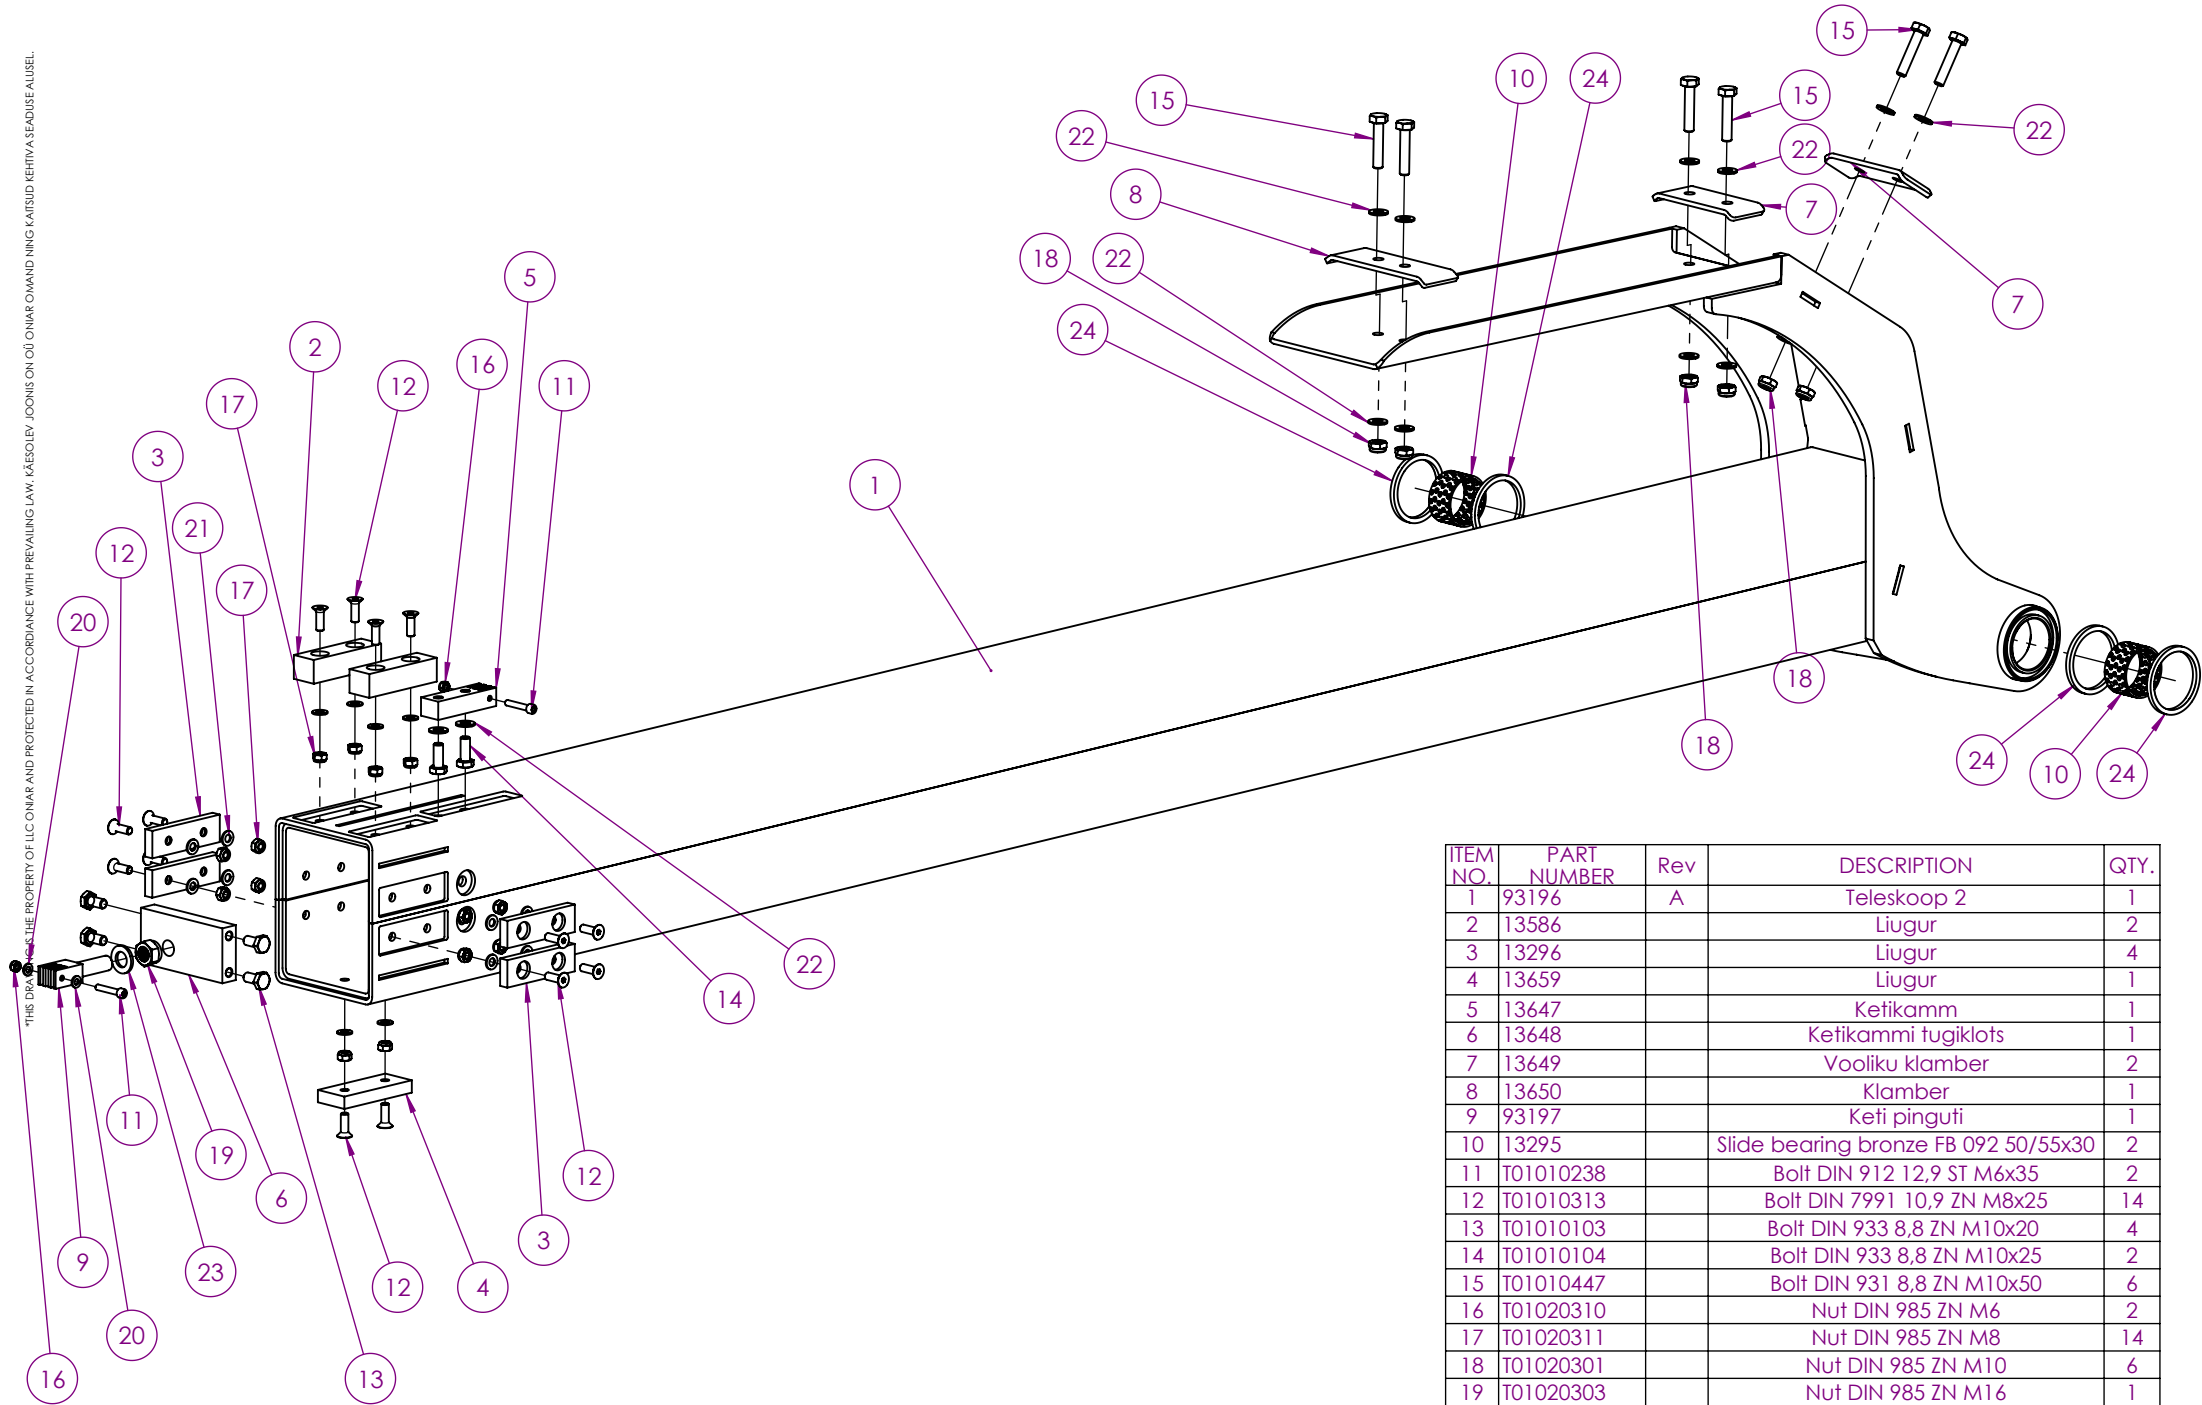 *THIS DRAWING IS THE PROPERTY OF LLC ONIAR AND PROTECTED IN ACCORDIANCE WITH PREVAILING LAW. KÄESOLEV JOONIS ON OÜ ONIAR OMAND NING KAITSUD KEHTIVA SEADUSE ALUSEL.
15
10
24
15
15
22
22
22
8
7
18
22
5
24
7
2
16
12
11
17
3
1
21
12
17
20
18
18
24
10
24
22
14
11
19
12
6
3
9
23
12
4
20
16
13
ITEM NO. PART NUMBER Rev DESCRIPTION QTY.
1 93196 A Teleskoop 2 1
2 13586 Liugur 2
3 13296 Liugur 4
4 13659 Liugur 1
5 13647 Ketikamm 1
6 13648 Ketikammi tugiklots 1
7 13649 Vooliku klamber 2
8 13650 Klamber 1
9 93197 Keti pinguti 1
10 13295 Slide bearing bronze FB 092 50/55x30 2
11 T01010238 Bolt DIN 912 12,9 ST M6x35 2
12 T01010313 Bolt DIN 7991 10,9 ZN M8x25 14
13 T01010103 Bolt DIN 933 8,8 ZN M10x20 4
14 T01010104 Bolt DIN 933 8,8 ZN M10x25 2
15 T01010447 Bolt DIN 931 8,8 ZN M10x50 6
16 T01020310 Nut DIN 985 ZN M6 2
17 T01020311 Nut DIN 985 ZN M8 14
18 T01020301 Nut DIN 985 ZN M10 6
19 T01020303 Nut DIN 985 ZN M16 1